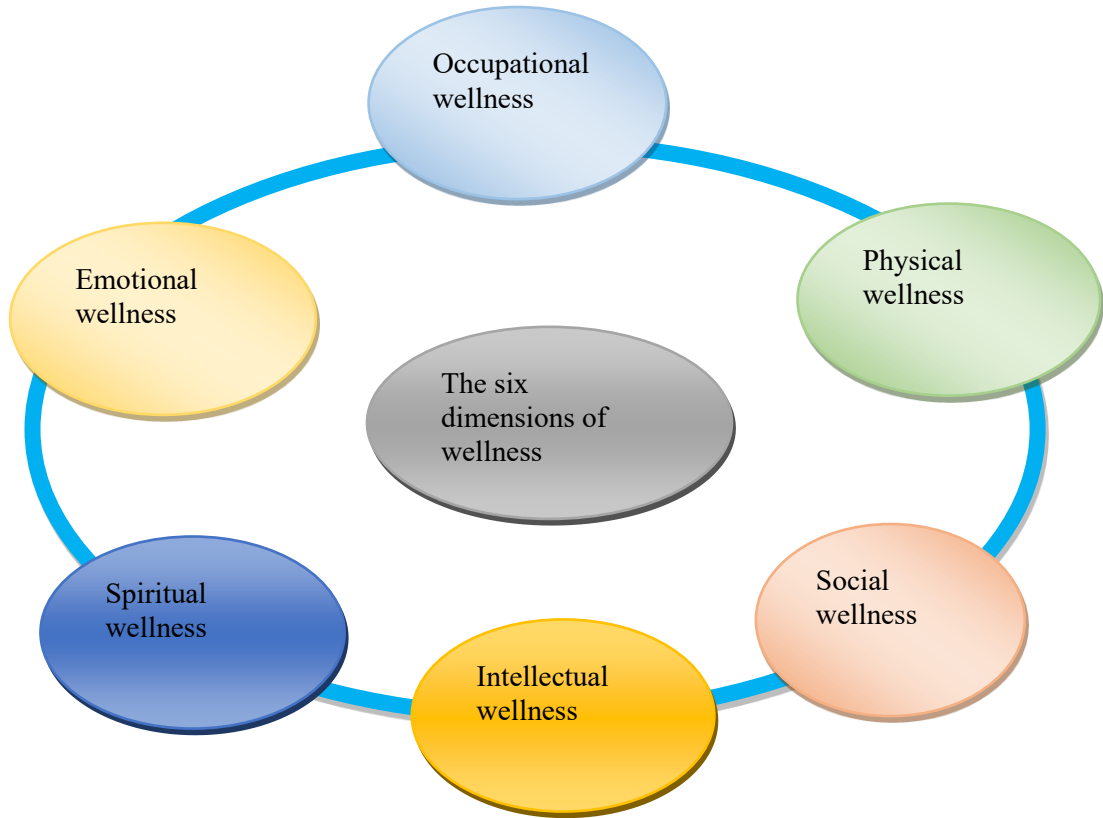 Occupational
wellness
Physical
wellness
Emotional
wellness
The six
dimensions of
wellness
Social
wellness
Spiritual
wellness
Intellectual
wellness